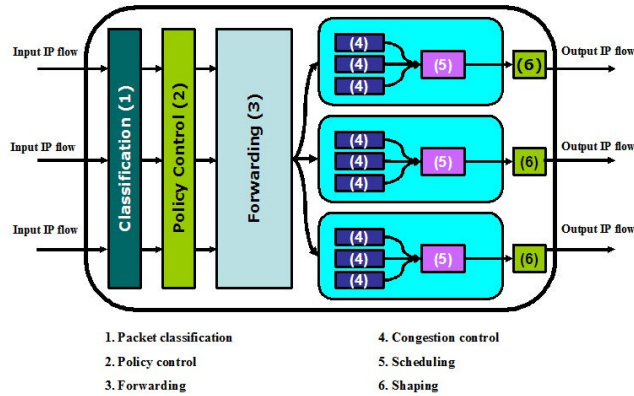 Input IP flow
Input IP flow
Input IP flow
Classification (1)
Policy Control (2)
Forwarding (3)
(4)
(4)
(4)
(5)
(6)
Output IP flow
(4)
(4)
(4)
(5)
(6)
Output IP flow
(4)
(4)
(4)
(5)
(6)
Output IP flow
1. Packet classification
2. Policy control
3. Forwarding
4. Congestion control
5. Scheduling
6. Shaping